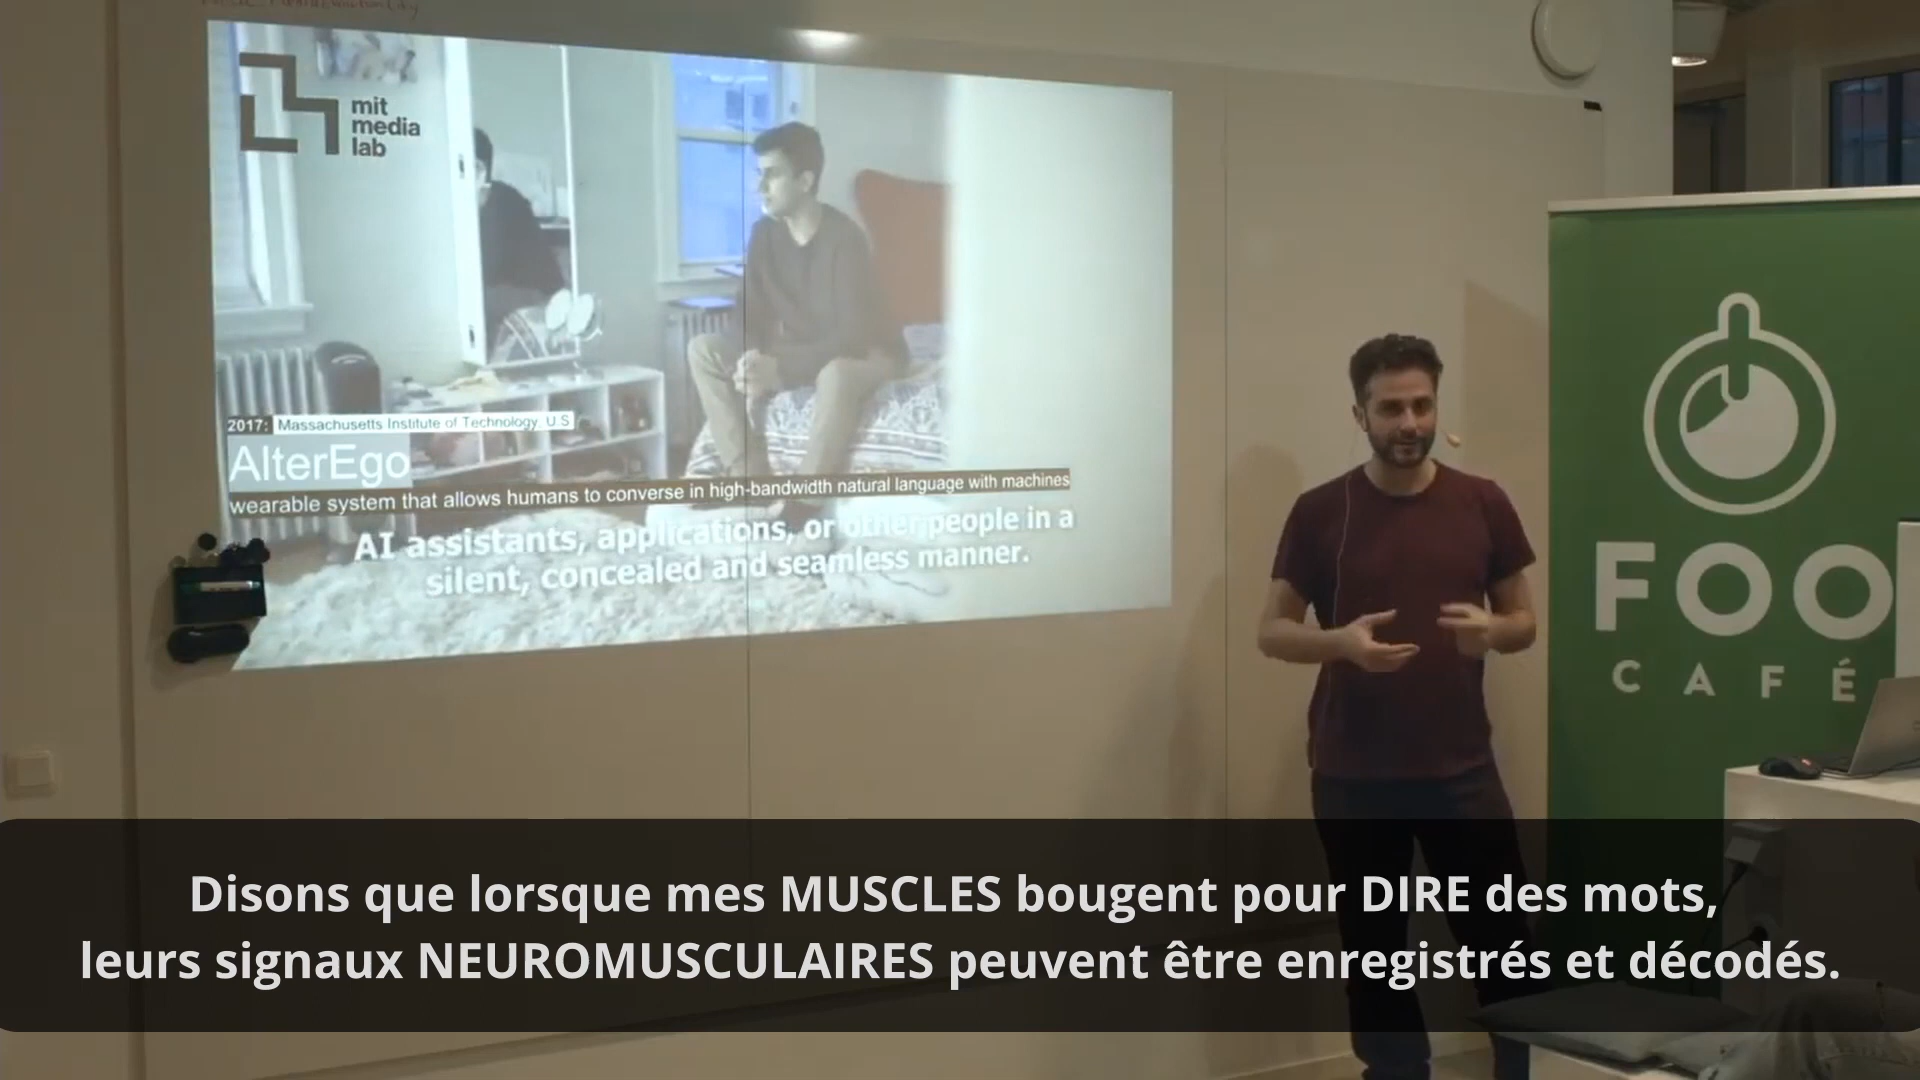 mit
media
lab
2017: Massachusetts Institute of Technology, U.S
AlterEgo
wearable system that allows humans to converse in high-bandwidth natural language with machines
AI assistants, applications, or other people in a
silent, concealed and seamless manner.
FOO
CAFÉ
Disons que lorsque mes MUSCLES bougent pour DIRE des mots,
leurs signaux NEUROMUSCULAIRES peuvent être enregistrés et décodés.